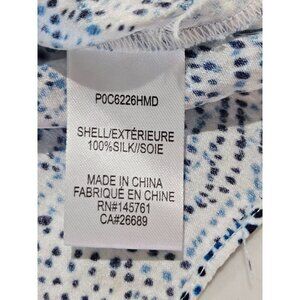 P0C6226HMD
SHELL/EXTÉRIEURE
100%SILK//SOIE
MADE IN CHINA
FABRIQUÉ EN CHINE
RN#145761
CA#26689